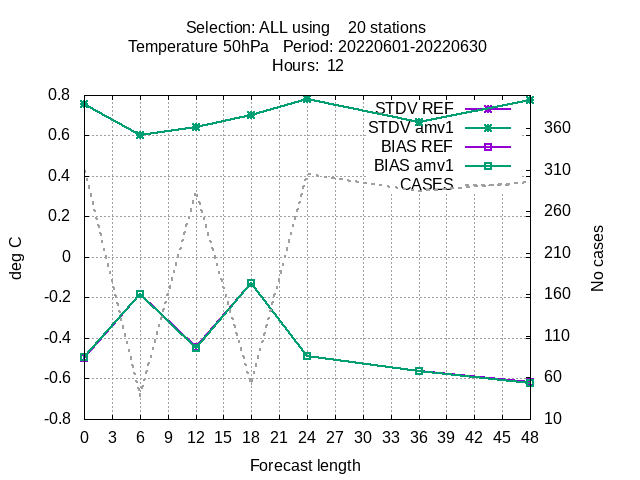 Selection: ALL using 20 stations
Temperature 50hPa Period: 20220601-20220630
Hours: 12
0.8
0.6
0.4
0.2
0
-0.2
-0.4
-0.6
-0.8
deg C
STDV REF
STDV amv1
BIAS REF
BIAS amv1
CASES
360
310
260
210
160
110
60
10
No cases
0 3 6 9 12 15 18 21 24 27 30 33 36 39 42 45 48
Forecast length